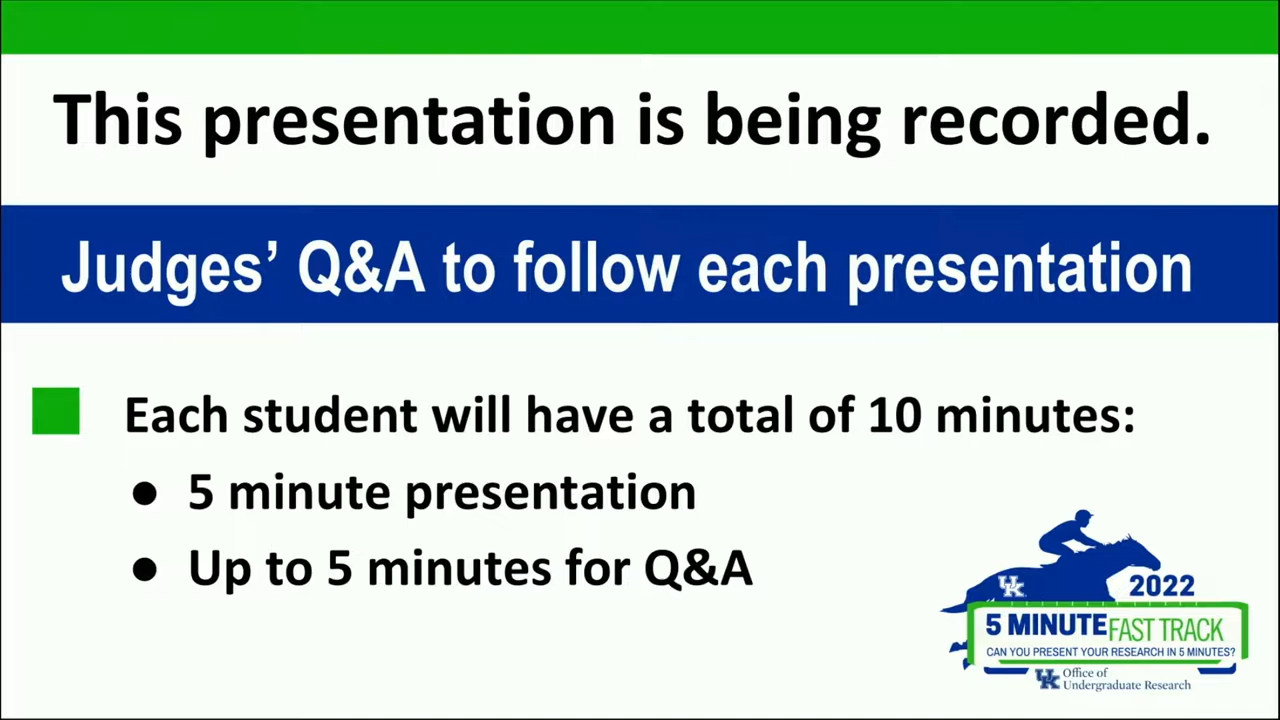 This presentation is being recorded.
Judges’ Q&A to follow each presentation
Each student will have a total of 10 minutes:
● 5 minute presentation
● Up to 5 minutes for Q&A
UK
2022
5 MINUTE FAST TRACK
CAN YOU PRESENT YOUR RESEARCH IN 5 MINUTES?
UK Office of
Undergraduate Research